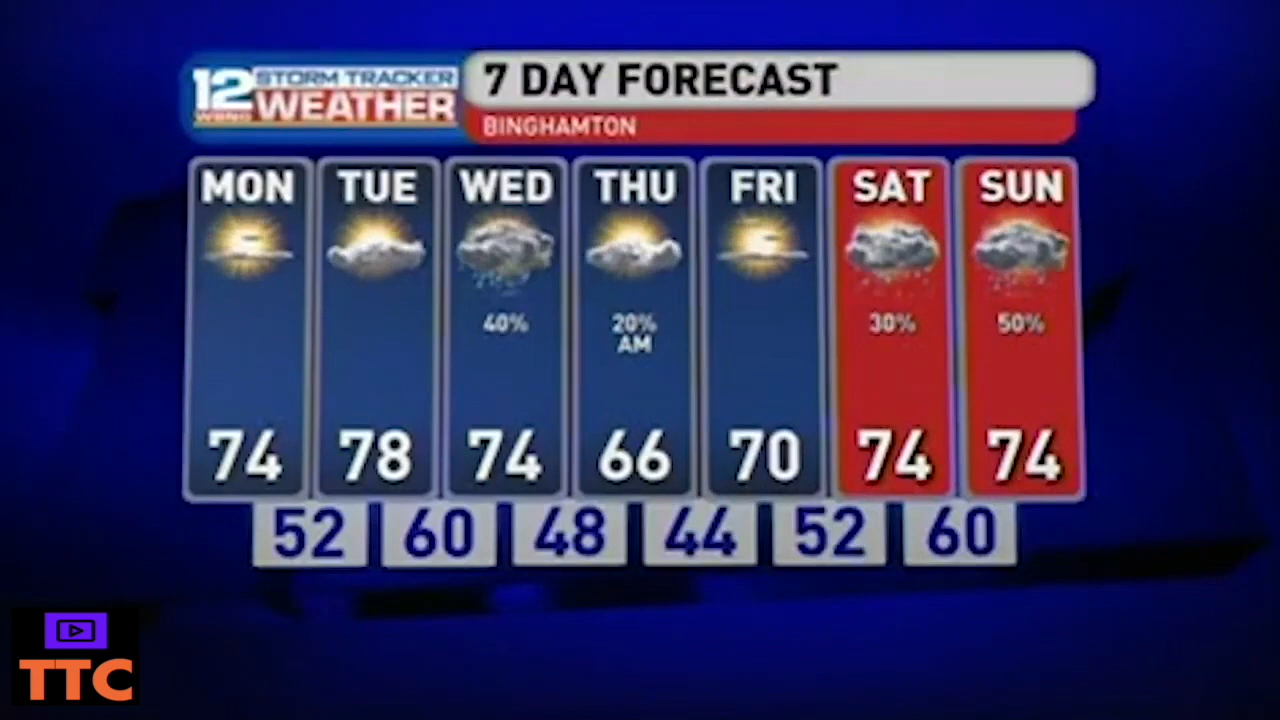 12 STORM TRACKER
WBNG WEATHER
7 DAY FORECAST
BINGHAMTON
MON TUE WED THU FRI SAT SUN
40% 20% 30% 50%
AM
74 78 74 66 70 74 74
52 60 48 44 52 60
TTC